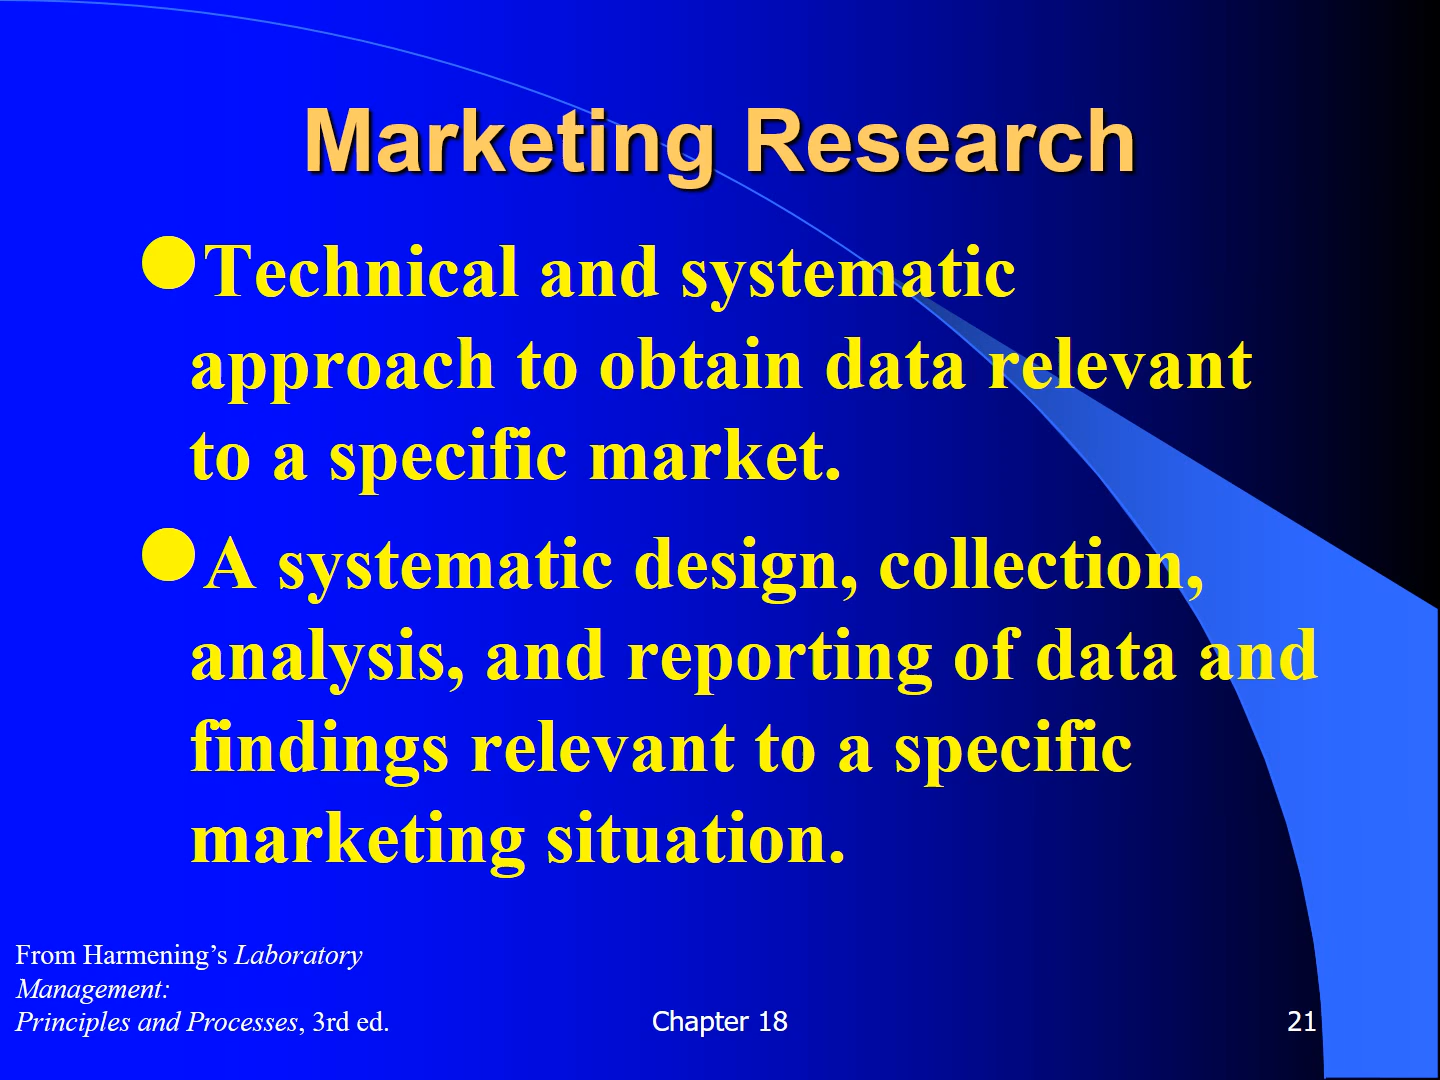 Marketing Research
Technical and systematic
approach to obtain data relevant
to a specific market.
A systematic design, collection,
analysis, and reporting of data and
findings relevant to a specific
marketing situation.
From Harmening’s Laboratory
Management:
Principles and Processes, 3rd ed.
Chapter 18
21